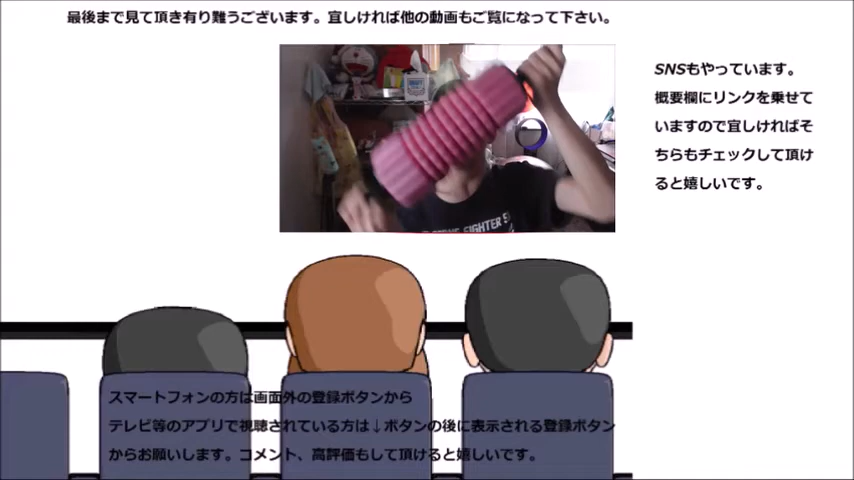 最後まで見て頂き有り難うございます。宜しければ他の動画もご覧になって下さい。
SNSもやっています。
概要欄にリンクを乗せて
いますので宜しければそ
ちらもチェックして頂け
ると嬉しいです。
FIGHTER
スマートフォンの方は画面外の登録ボタンから
テレビ等のアプリで視聴されている方は↓ボタンの後に表示される登録ボタン
からお願いします。コメント、高評価もして頂けると嬉しいです。